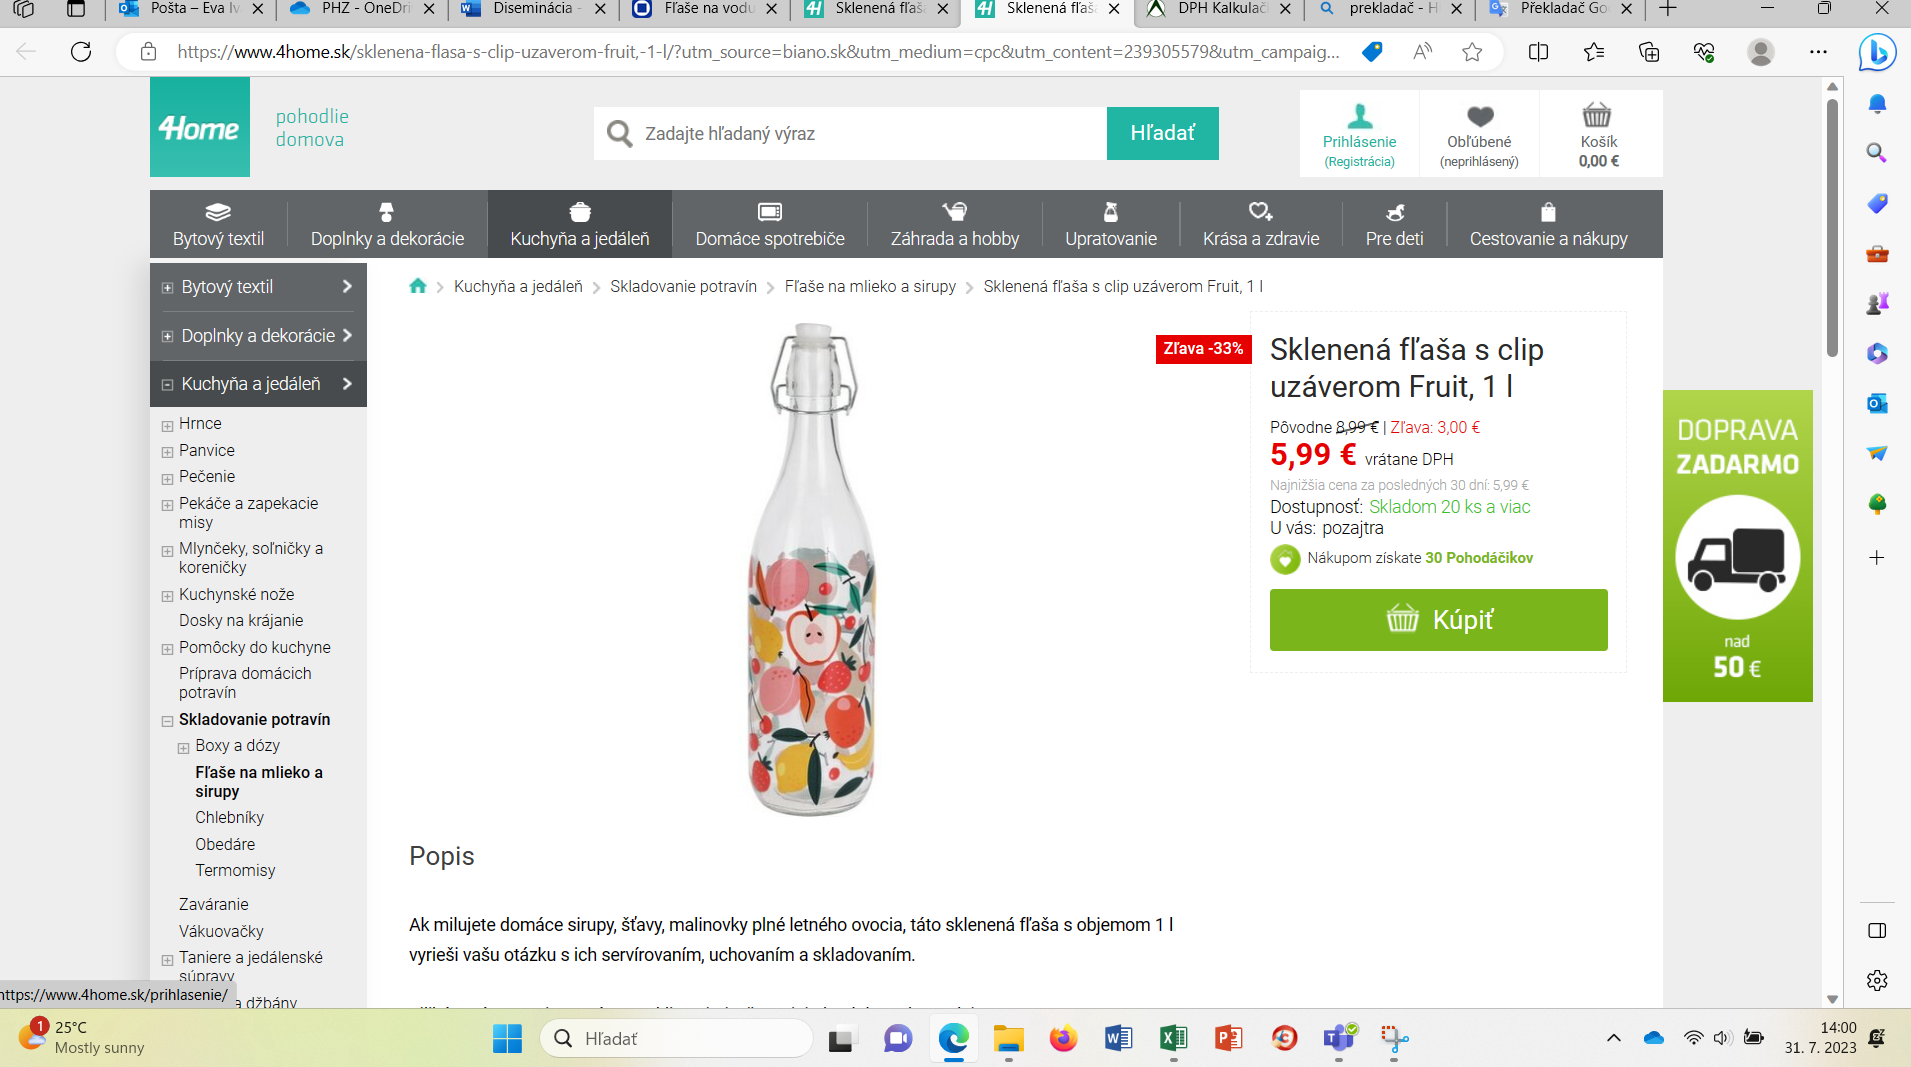 Pošta – Eva Iv
PHZ - OneDri
Diseminácia -
Fľaše na vodu
Sklenená fľaša
Sklenená fľaša
DPH Kalkulač
prekladač - H
Překladač Go
https://www.4home.sk/sklenena-flasa-s-clip-uzaverom-fruit,-1-l/?utm_source=biano.sk&utm_medium=cpc&utm_content=239305579&utm_campaig...
4Home
pohodlie
domova
Zadajte hľadaný výraz
Hľadať
Prihlásenie
(Registrácia)
Obľúbené
(neprihlásený)
Košík
0,00 €
Bytový textil
Doplnky a dekorácie
Kuchyňa a jedáleň
Domáce spotrebiče
Záhrada a hobby
Upratovanie
Krása a zdravie
Pre deti
Cestovanie a nákupy
Bytový textil
Doplnky a dekorácie
Kuchyňa a jedáleň
Hrnce
Panvice
Pečenie
Pekáče a zapekacie
misy
Mlynčeky, soľničky a
koreničky
Kuchynské nože
Dosky na krájanie
Pomôcky do kuchyne
Príprava domácich
potravín
Skladovanie potravín
Boxy a dózy
Fľaše na mlieko a
sirupy
Chlebníky
Obedáre
Termomisy
Zaváranie
Vákuovačky
Taniere a jedálenské
súpravy
a džbány
https://www.4home.sk/prihlasenie/
Kuchyňa a jedáleň > Skladovanie potravín > Fľaše na mlieko a sirupy > Sklenená fľaša s clip uzáverom Fruit, 1 l
Zľava -33%
Sklenená fľaša s clip
uzáverom Fruit, 1 l
Pôvodne 8,99 € | Zľava: 3,00 €
5,99 € vrátane DPH
Najnižšia cena za posledných 30 dní: 5,99 €
Dostupnosť: Skladom 20 ks a viac
U vás: pozajtra
Nákupom získate 30 Pohodáčikov
Kúpiť
DOPRAVA
ZADARMO
nad
50 €
Popis
Ak milujete domáce sirupy, šťavy, malinovky plné letného ovocia, táto sklenená fľaša s objemom 1 l
vyrieši vašu otázku s ich servírovaním, uchovaním a skladovaním.
1
25°C
Mostly sunny
Hľadať
14:00
31. 7. 2023